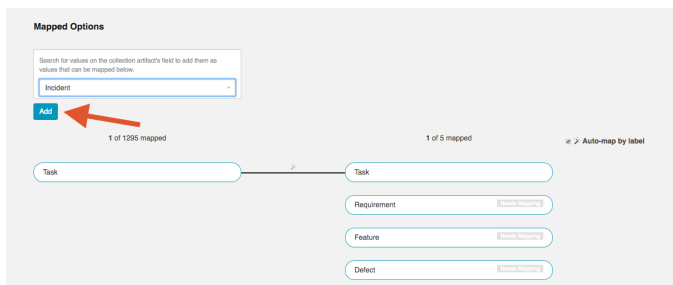 Mapped Options
Search for values on the collection artifact's field to add them as
values that can be mapped below.
Incident
Add
1 of 1295 mapped
1 of 5 mapped
Auto-map by label
Task
Task
Requirement
Needs Mapping
Feature
Needs Mapping
Defect
Needs Mapping